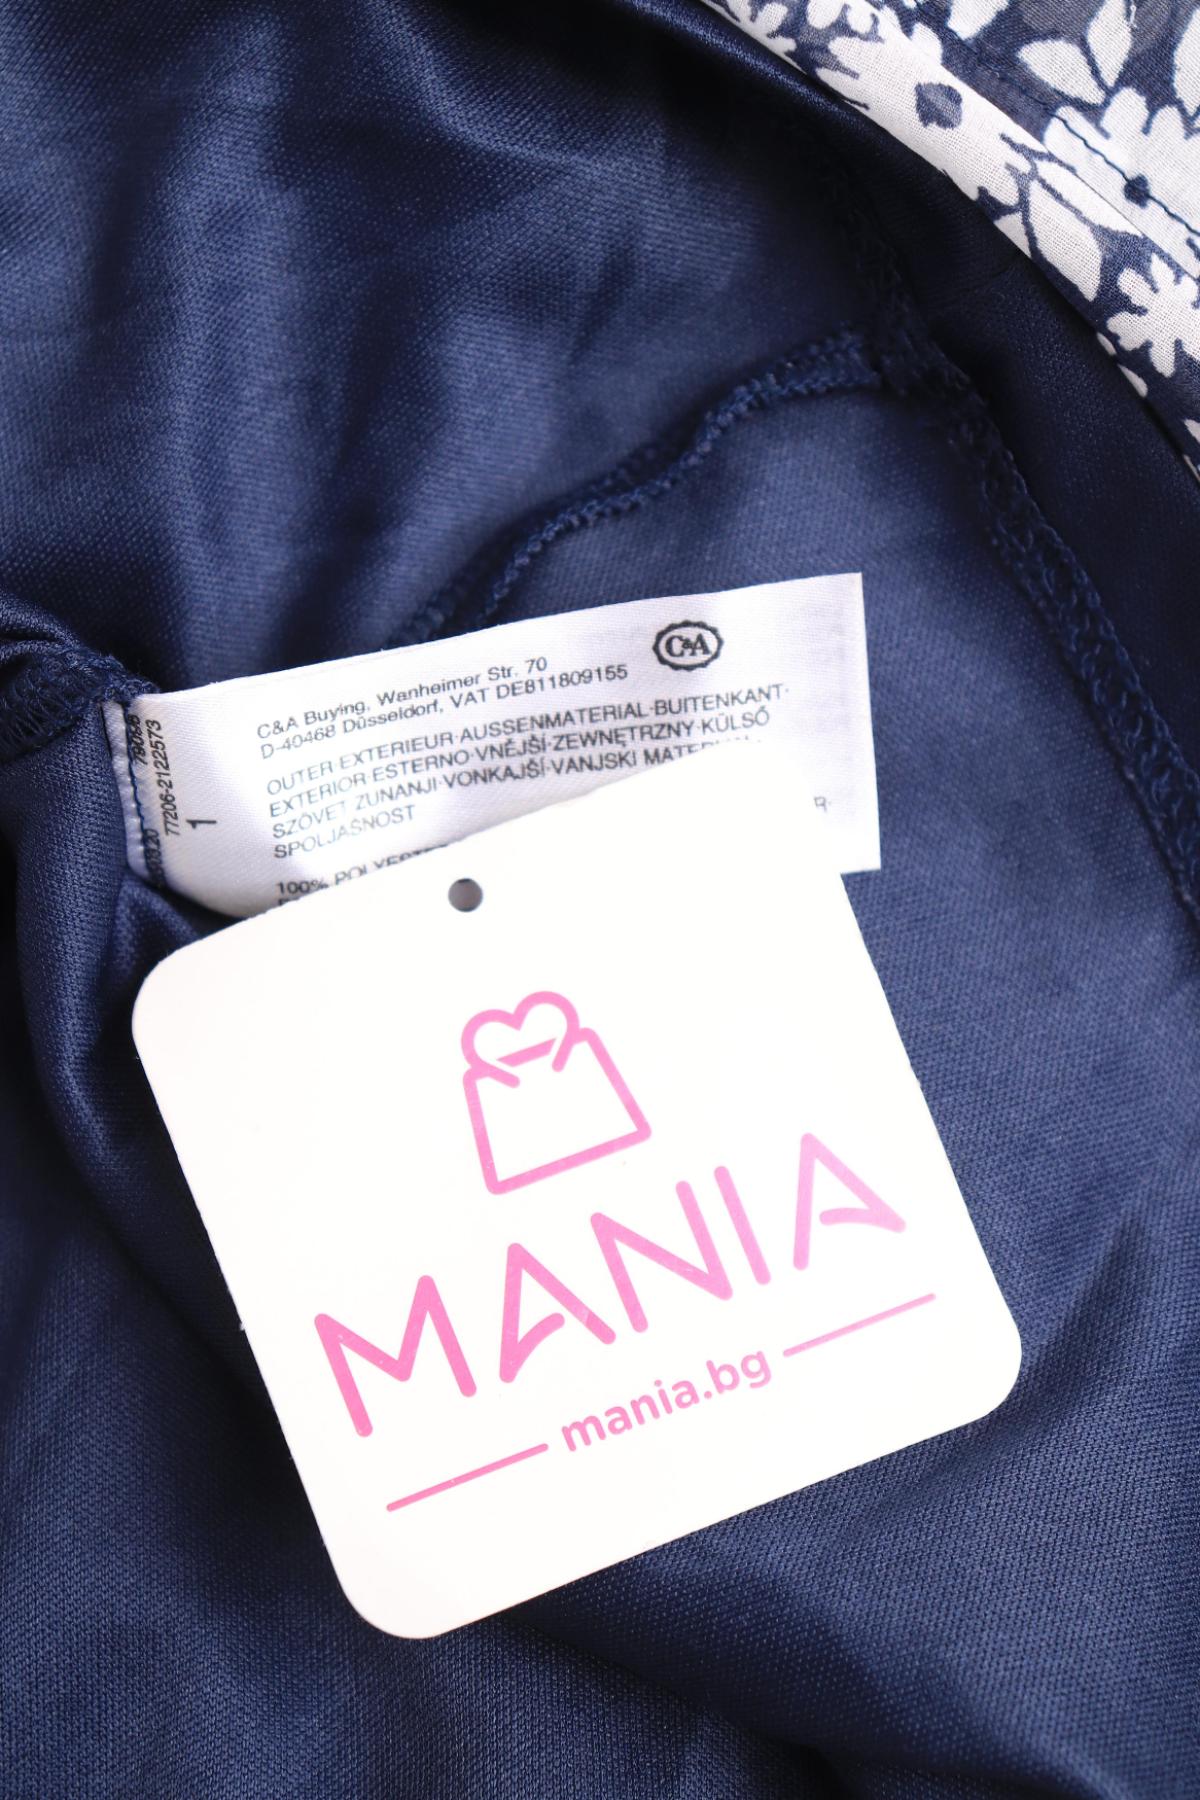 C&A
C&A Buying, Wanheimer Str. 70
D-40468 Düsseldorf, VAT DE811809155
OUTER·EXTERIEUR·AUSSENMATERIAL·BUITENKANT·
EXTERIOR·ESTERNO·VNĚJŠÍ·ZEWNĘTRZNY·KÜLSŐ
SZÖVET·ZUNANJI·VONKAJŠÍ·VANJSKI
SPOLJAŠNOST
100%
77206-2122573
1
MANIA
mania.bg